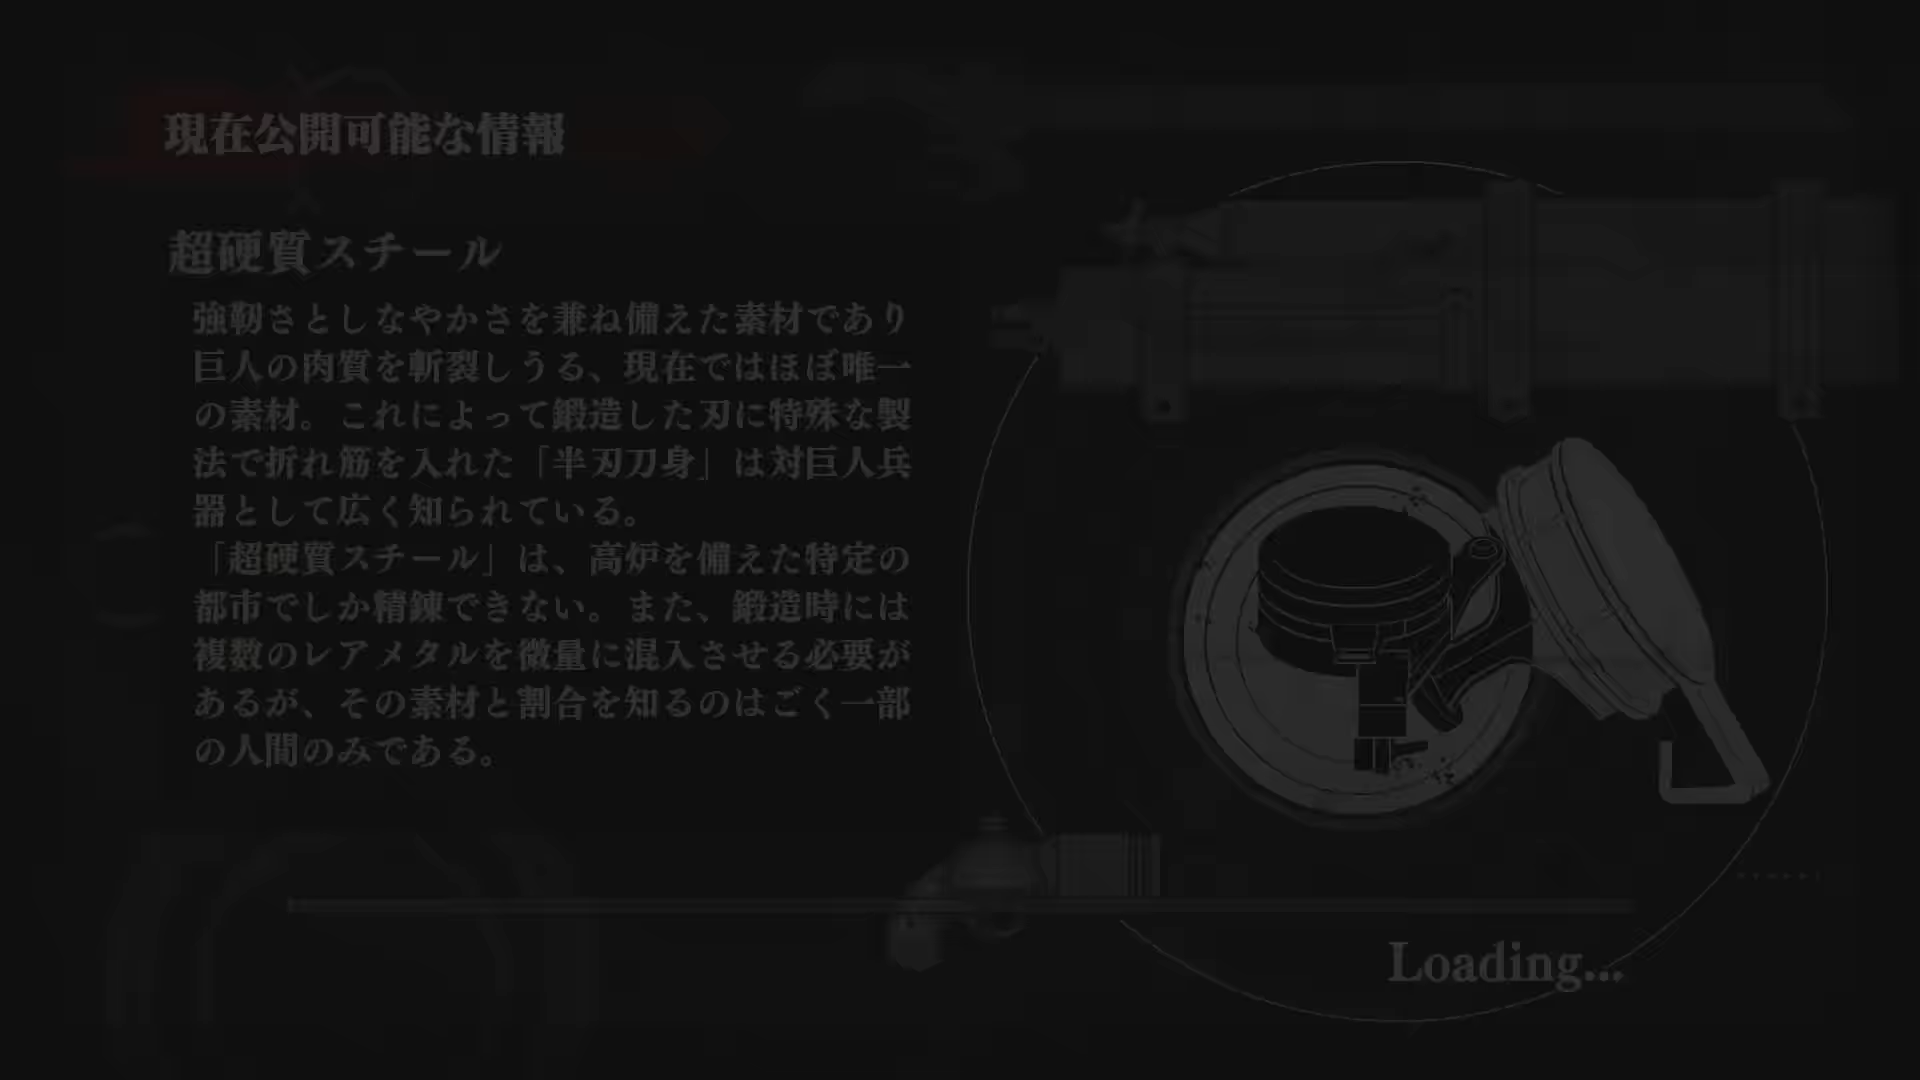 現在公開可能な情報
超硬質スチール
強靭さとしなやかさを兼ね備えた素材であり
巨人の肉質を斬裂しうる、現在ではほぼ唯一
の素材。これによって鍛造した刃に特殊な製
法で折れ筋を入れた「半刃刀身」は対巨人兵
器として広く知られている。
「超硬質スチール」は、高炉を備えた特定の
都市でしか精錬できない。また、鍛造時には
複数のレアメタルを微量に混入させる必要が
あるが、その素材と割合を知るのはごく一部
の人間のみである。
Loading...